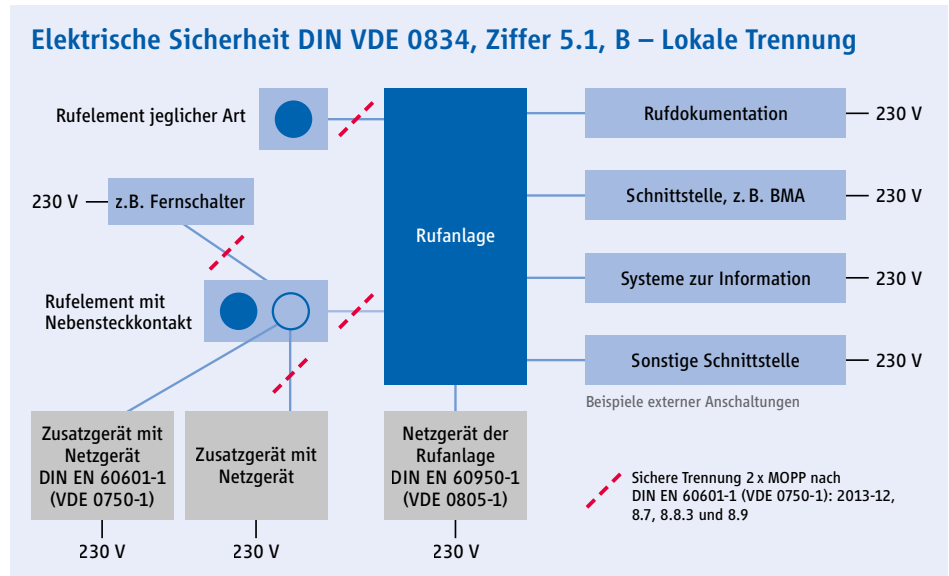 Elektrische Sicherheit DIN VDE 0834, Ziffer 5.1, B – Lokale Trennung
Rufelement jeglicher Art
230 V
z.B. Fernschalter
Rufelement mit
Nebensteckkontakt
Rufanlage
Rufdokumentation
230 V
Schnittstelle, z. B. BMA
230 V
Systeme zur Information
230 V
Sonstige Schnittstelle
230 V
Beispiele externer Anschaltungen
Zusatzgerät mit
Netzgerät
DIN EN 60601-1
(VDE 0750-1)
230 V
Zusatzgerät mit
Netzgerät
230 V
Netzgerät der
Rufanlage
DIN EN 60950-1
(VDE 0805-1)
230 V
Sichere Trennung 2 x MOPP nach
DIN EN 60601-1 (VDE 0750-1): 2013-12,
8.7, 8.8.3 und 8.9